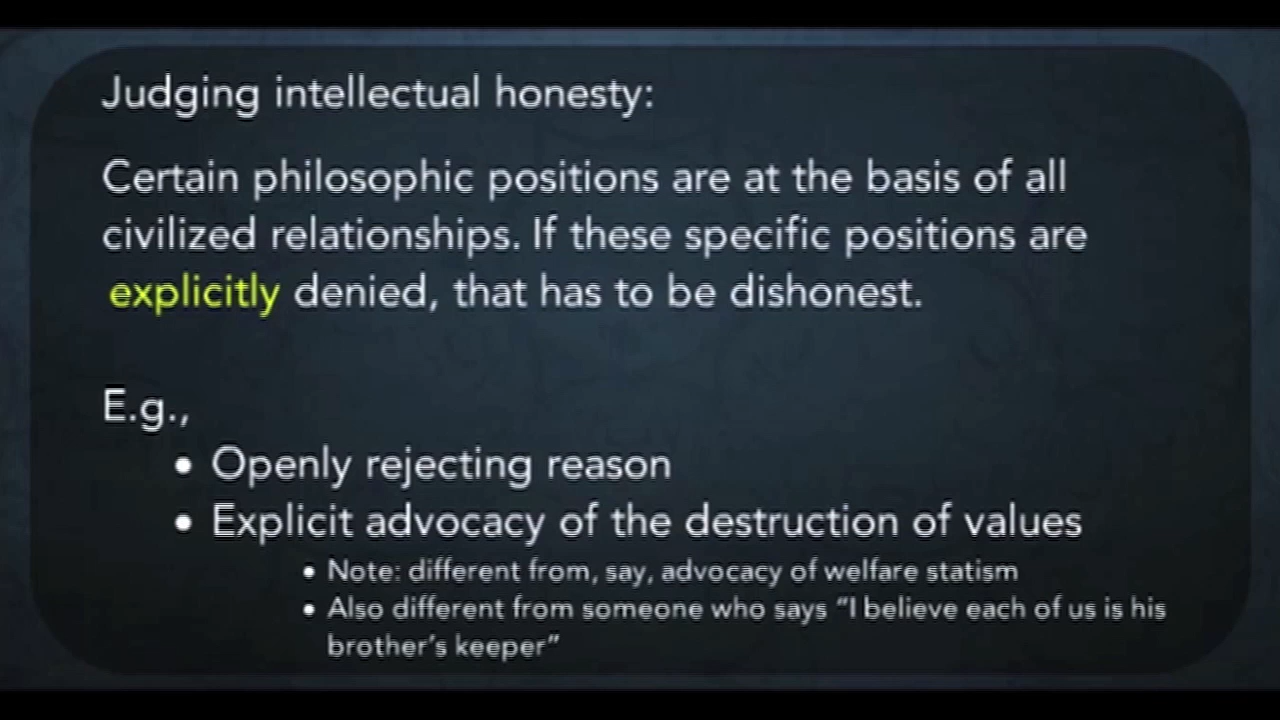 Judging intellectual honesty:
Certain philosophic positions are at the basis of all
civilized relationships. If these specific positions are
explicitly denied, that has to be dishonest.
E.g.,
• Openly rejecting reason
• Explicit advocacy of the destruction of values
• Note: different from, say, advocacy of welfare statism
• Also different from someone who says “I believe each of us is his
brother’s keeper”